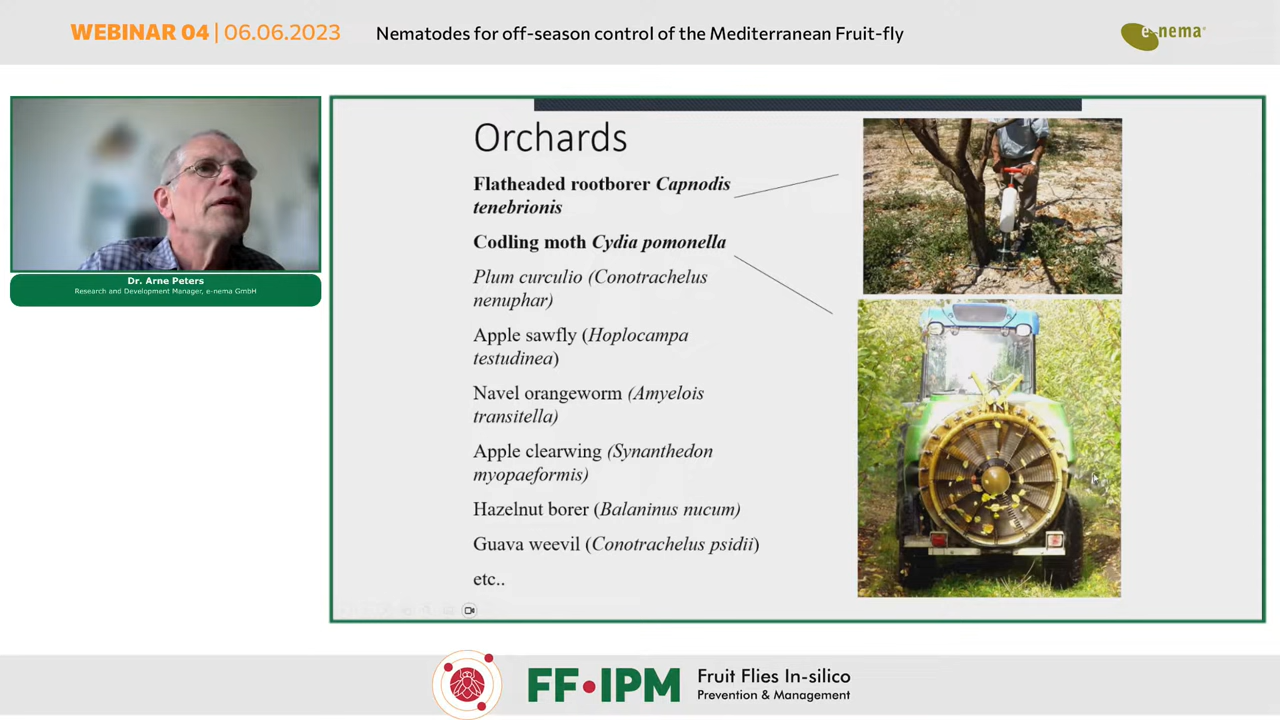 WEBINAR 04 | 06.06.2023
Nematodes for off-season control of the Mediterranean Fruit-fly
e-nema
Dr. Arne Peters
Research and Development Manager, e-nema GmbH
Orchards
Flatheaded rootborer Capnodis
tenebrionis
Codling moth Cydia pomonella
Plum curculio (Conotrachelus
nenuphar)
Apple sawfly (Hoplocampa
testudinea)
Navel orangeworm (Amyelois
transitella)
Apple clearwing (Synanthedon
myopaeformis)
Hazelnut borer (Balaninus nucum)
Guava weevil (Conotrachelus psidii)
etc..
FF•IPM
Fruit Flies In-silico
Prevention & Management